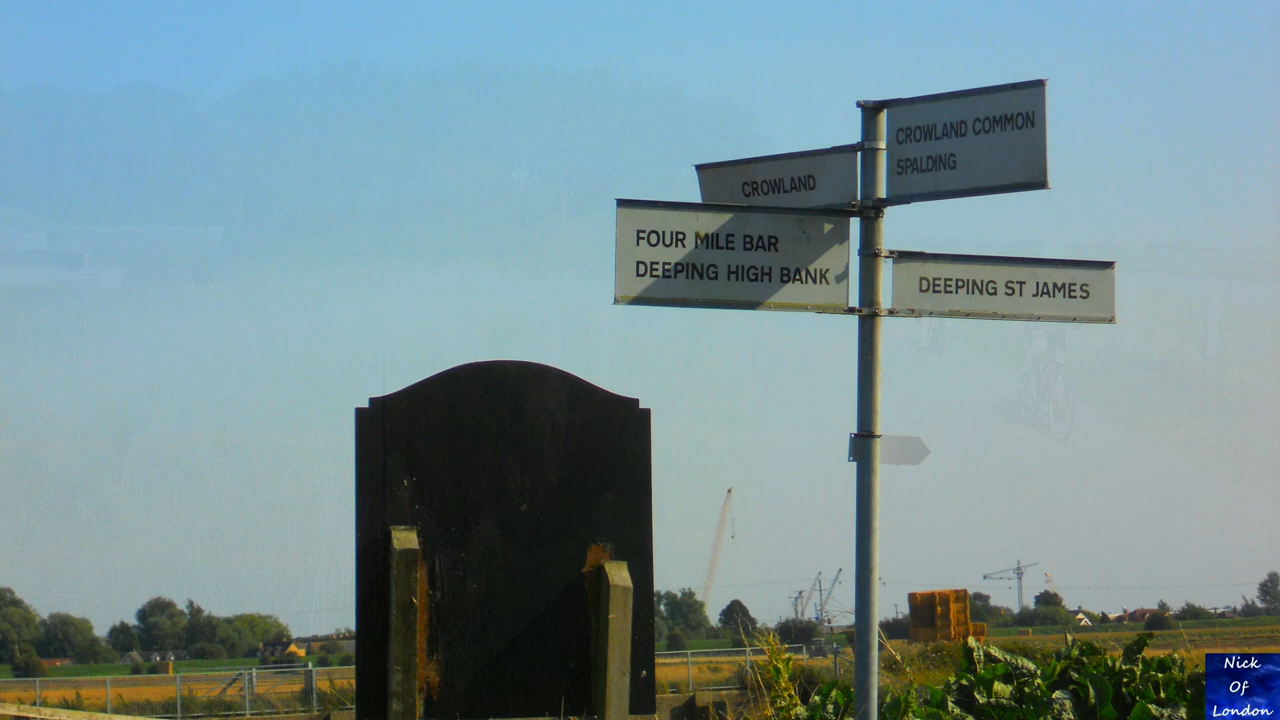 CROWLAND COMMON
SPALDING
CROWLAND
FOUR MILE BAR
DEEPING HIGH BANK
DEEPING ST JAMES
Nick
Of
London